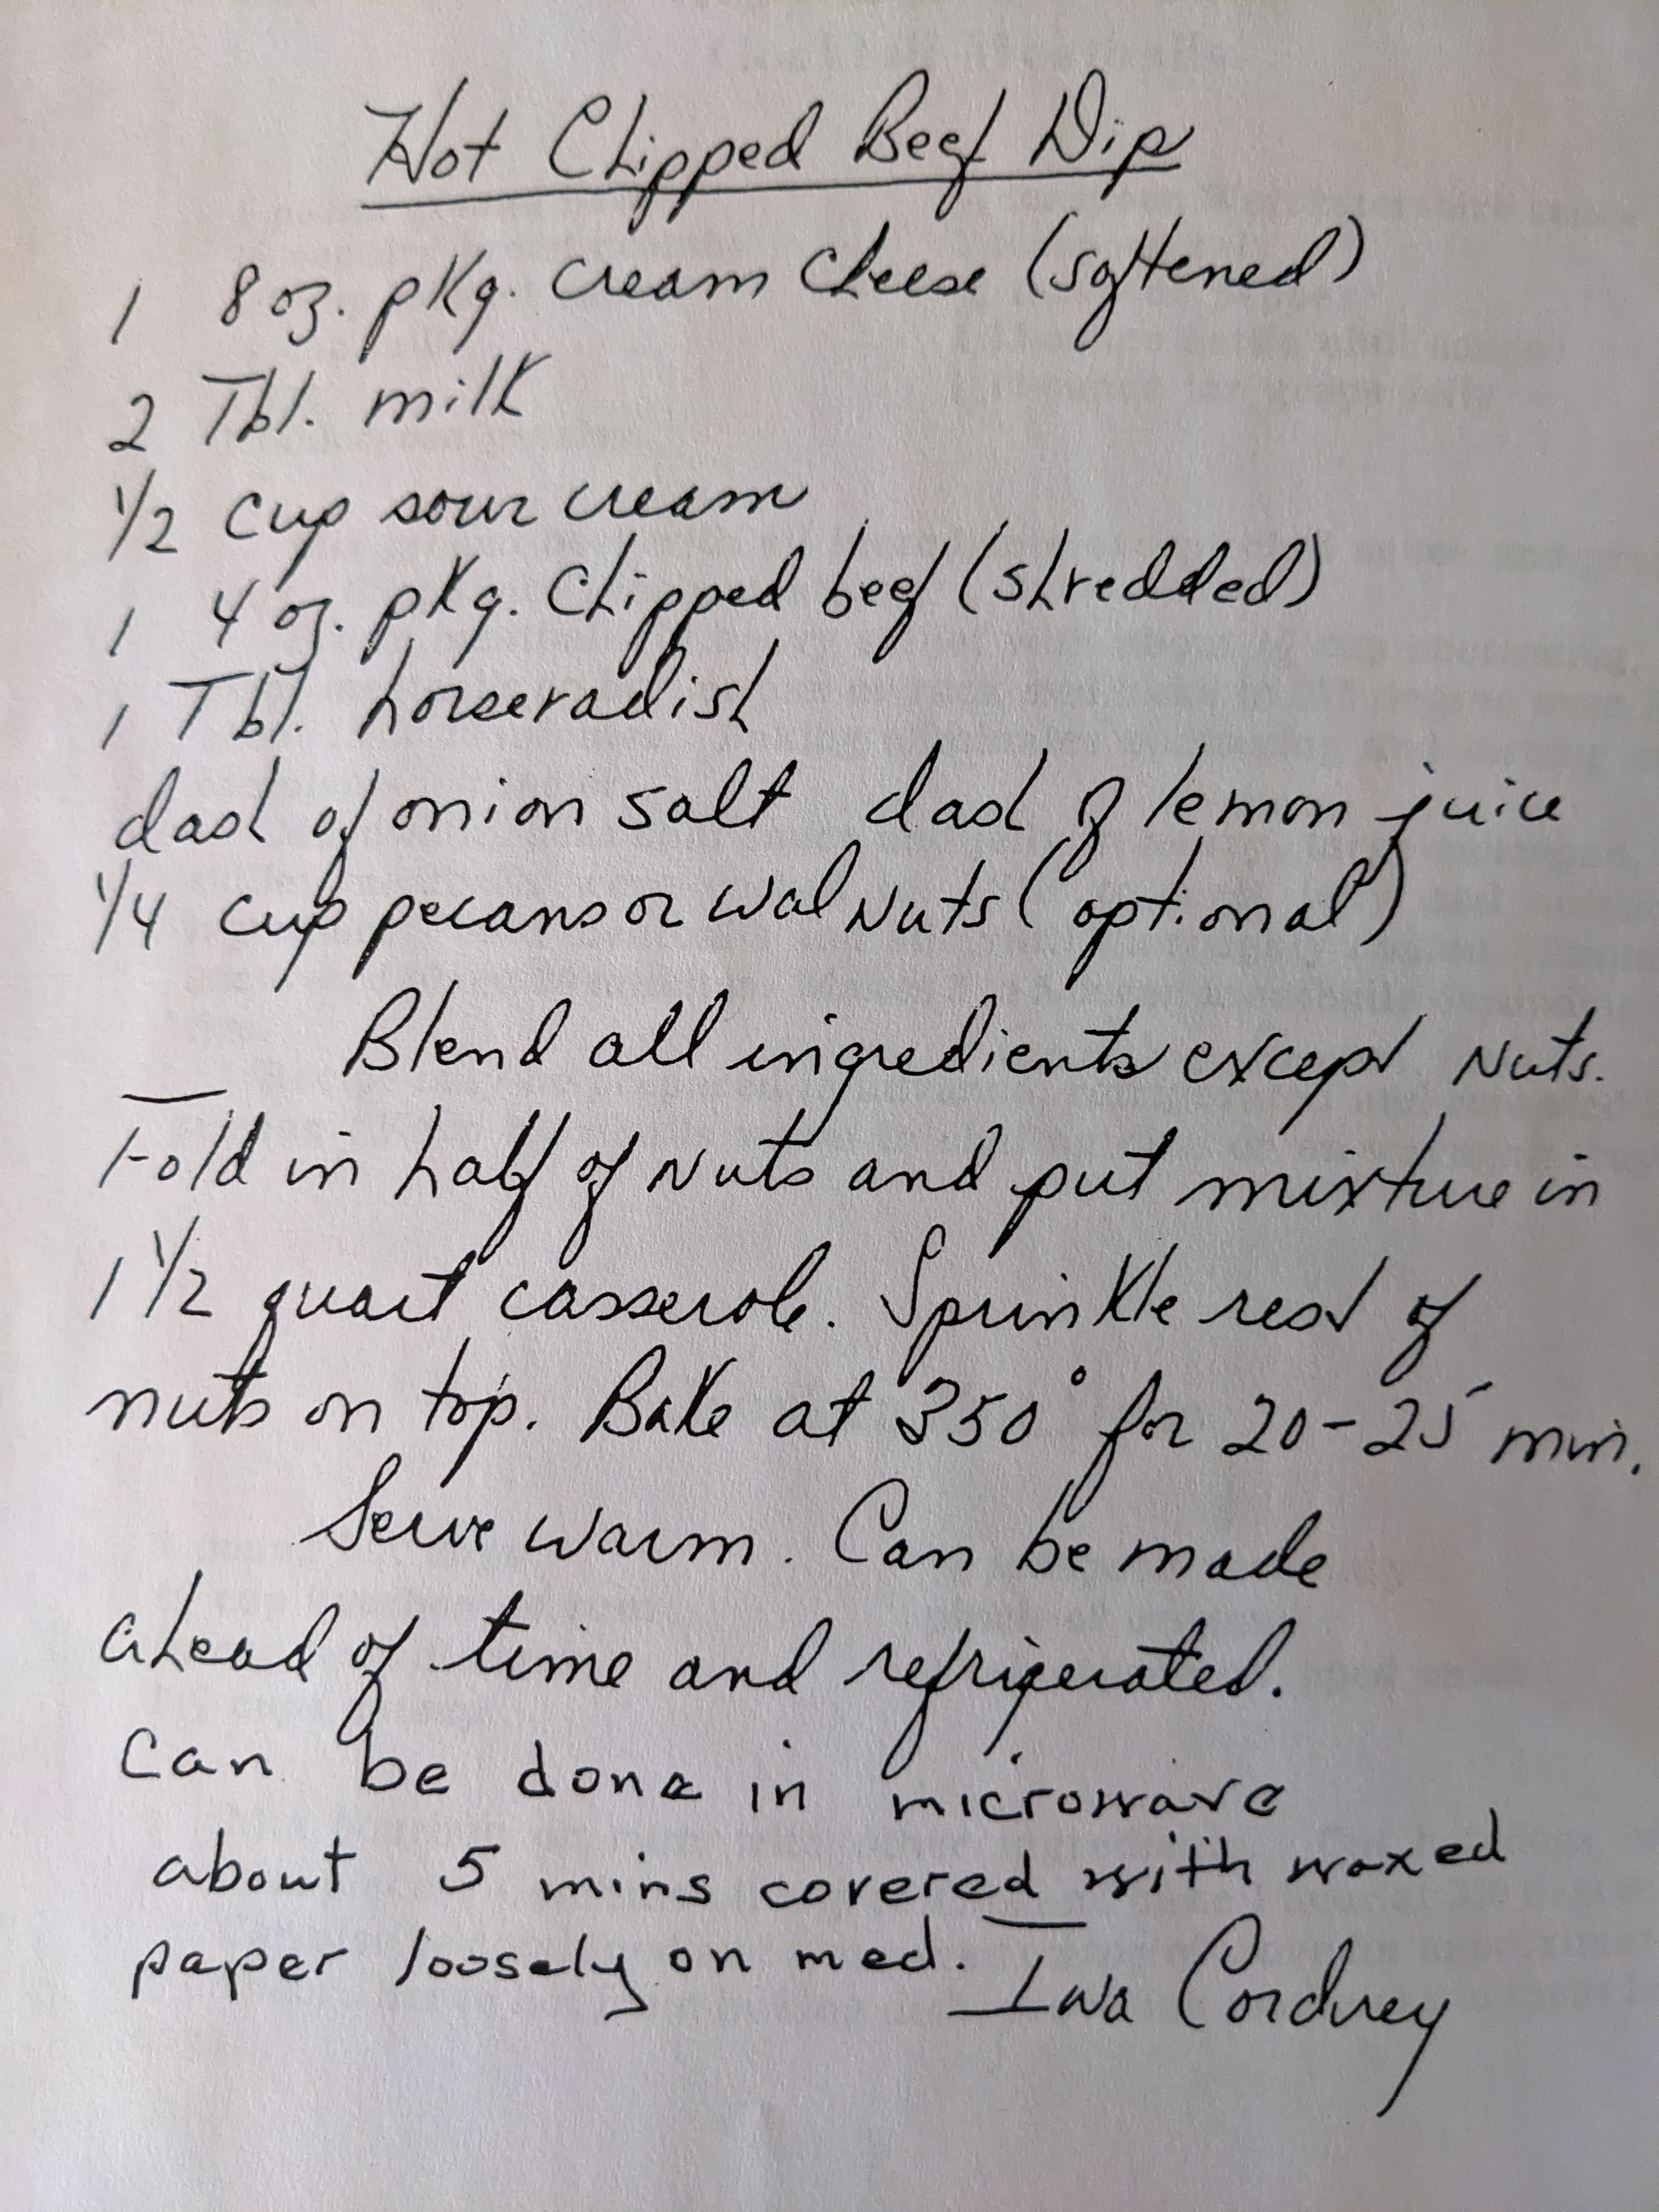 Hot Chipped Beef Dip
1 8 oz. pkg. cream cheese (softened)
2 Tbl. milk
1/2 cup sour cream
1 4 oz. pkg. chipped beef (shredded)
1 Tbl. horseradish
dash of onion salt dash of lemon juice
1/4 cup pecans or walnuts (optional)
Blend all ingredients except nuts.
Fold in half of nuts and put mixture in
1 1/2 quart casserole. Sprinkle rest of
nuts on top. Bake at 350° for 20-25 min.
Serve warm. Can be made
ahead of time and refrigerated.
Can be done in microwave
about 5 mins covered with waxed
paper loosely on med. Iva